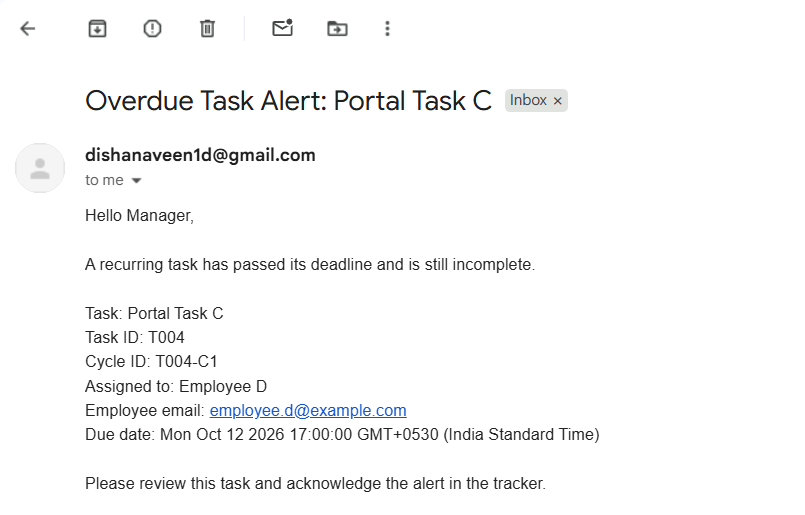 Overdue Task Alert: Portal Task C Inbox ×
dishanaveen1d@gmail.com
to me
Hello Manager,
A recurring task has passed its deadline and is still incomplete.
Task: Portal Task C
Task ID: T004
Cycle ID: T004-C1
Assigned to: Employee D
Employee email: employee.d@example.com
Due date: Mon Oct 12 2026 17:00:00 GMT+0530 (India Standard Time)
Please review this task and acknowledge the alert in the tracker.